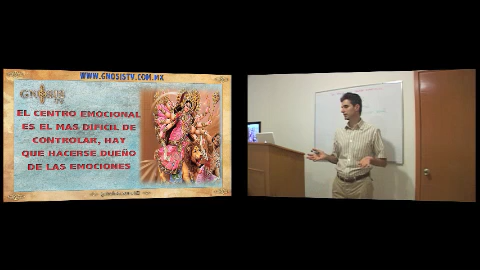 WWW.GNOSISTV.COM.MX
EL CENTRO EMOCIONAL
ES EL MAS DIFICIL DE
CONTROLAR, HAY
QUE HACERSE DUEÑO
DE LAS EMOCIONES